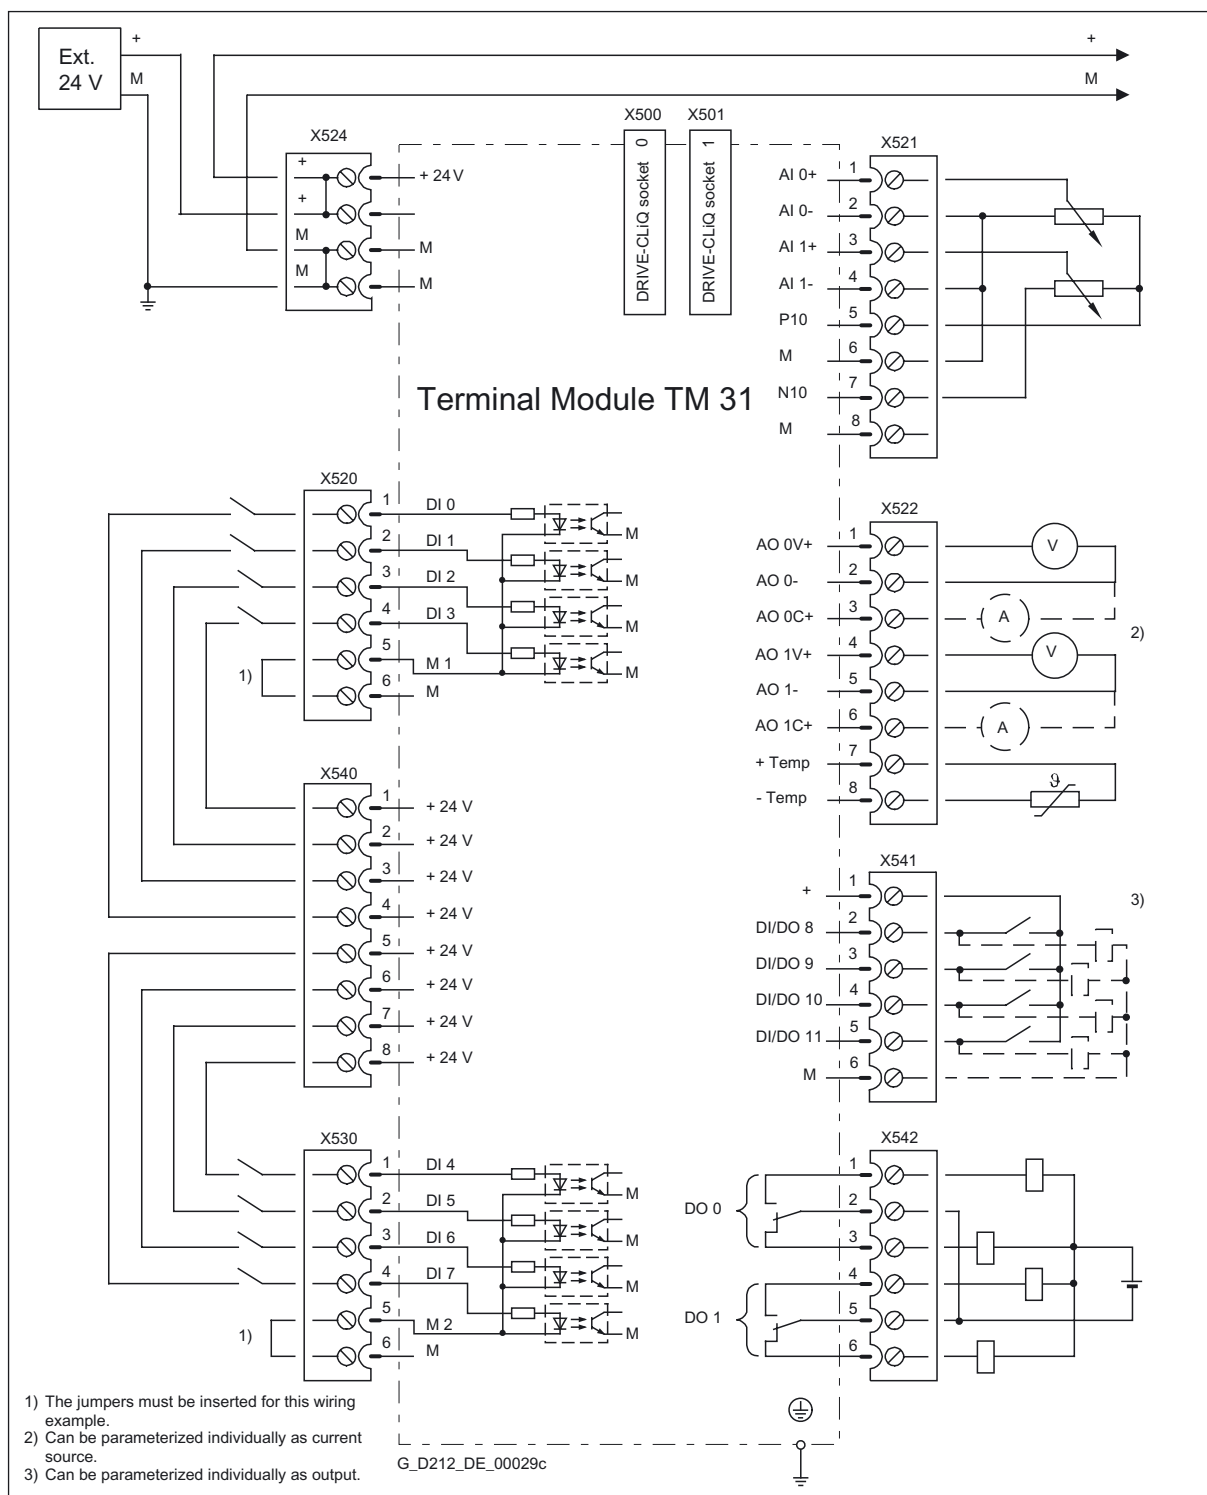 Ext.
24 V
+
M
+
M
X524
+
+
M
M
+ 24 V
M
M
X500
DRIVE-CLiQ socket 0
X501
DRIVE-CLiQ socket 1
X521
AI 0+ 1
AI 0- 2
AI 1+ 3
AI 1- 4
P10 5
M 6
N10 7
M 8
Terminal Module TM 31
X520
1 DI 0
2 DI 1
3 DI 2
4 DI 3
5 M 1
6 M
1)
M
M
M
M
X522
AO 0V+ 1
AO 0- 2
AO 0C+ 3
AO 1V+ 4
AO 1- 5
AO 1C+ 6
+ Temp 7
- Temp 8
V
A
V
A
ϑ
2)
X540
1 + 24 V
2 + 24 V
3 + 24 V
4 + 24 V
5 + 24 V
6 + 24 V
7 + 24 V
8 + 24 V
X541
+ 1
DI/DO 8 2
DI/DO 9 3
DI/DO 10 4
DI/DO 11 5
M 6
3)
X530
1 DI 4
2 DI 5
3 DI 6
4 DI 7
5 M 2
6 M
1)
M
M
M
M
X542
DO 0
1
2
3
DO 1
4
5
6
1) The jumpers must be inserted for this wiring
example.
2) Can be parameterized individually as current
source.
3) Can be parameterized individually as output.
G_D212_DE_00029c